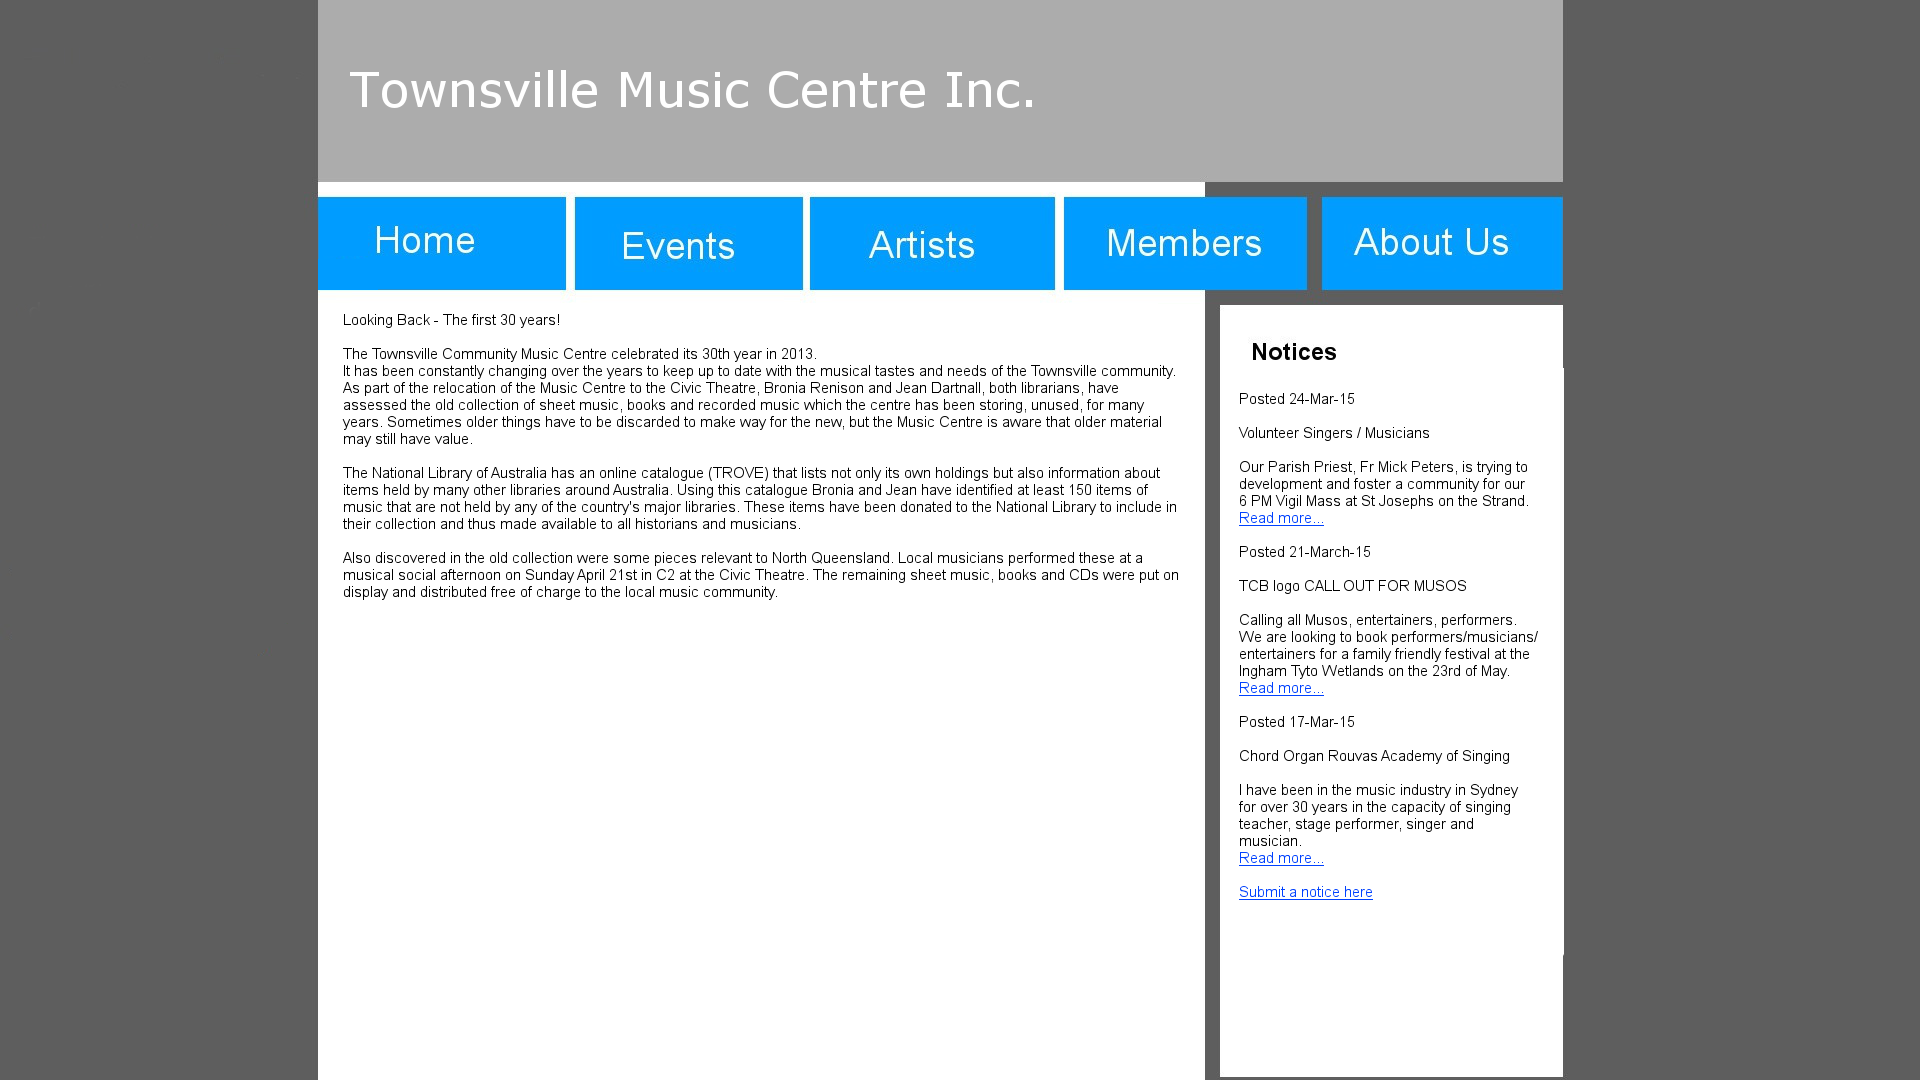 Townsville Music Centre Inc.
Home
Events
Artists
Members
About Us
Looking Back - The first 30 years!
The Townsville Community Music Centre celebrated its 30th year in 2013.
It has been constantly changing over the years to keep up to date with the musical tastes and needs of the Townsville community.
As part of the relocation of the Music Centre to the Civic Theatre, Bronia Renison and Jean Dartnall, both librarians, have
assessed the old collection of sheet music, books and recorded music which the centre has been storing, unused, for many
years. Sometimes older things have to be discarded to make way for the new, but the Music Centre is aware that older material
may still have value.
The National Library of Australia has an online catalogue (TROVE) that lists not only its own holdings but also information about
items held by many other libraries around Australia. Using this catalogue Bronia and Jean have identified at least 150 items of
music that are not held by any of the country's major libraries. These items have been donated to the National Library to include in
their collection and thus made available to all historians and musicians.
Also discovered in the old collection were some pieces relevant to North Queensland. Local musicians performed these at a
musical social afternoon on Sunday April 21st in C2 at the Civic Theatre. The remaining sheet music, books and CDs were put on
display and distributed free of charge to the local music community.
Notices
Posted 24-Mar-15
Volunteer Singers / Musicians
Our Parish Priest, Fr Mick Peters, is trying to
development and foster a community for our
6 PM Vigil Mass at St Josephs on the Strand.
Read more...
Posted 21-March-15
TCB logo CALL OUT FOR MUSOS
Calling all Musos, entertainers, performers.
We are looking to book performers/musicians/
entertainers for a family friendly festival at the
Ingham Tyto Wetlands on the 23rd of May.
Read more...
Posted 17-Mar-15
Chord Organ Rouvas Academy of Singing
I have been in the music industry in Sydney
for over 30 years in the capacity of singing
teacher, stage performer, singer and
musician.
Read more...
Submit a notice here